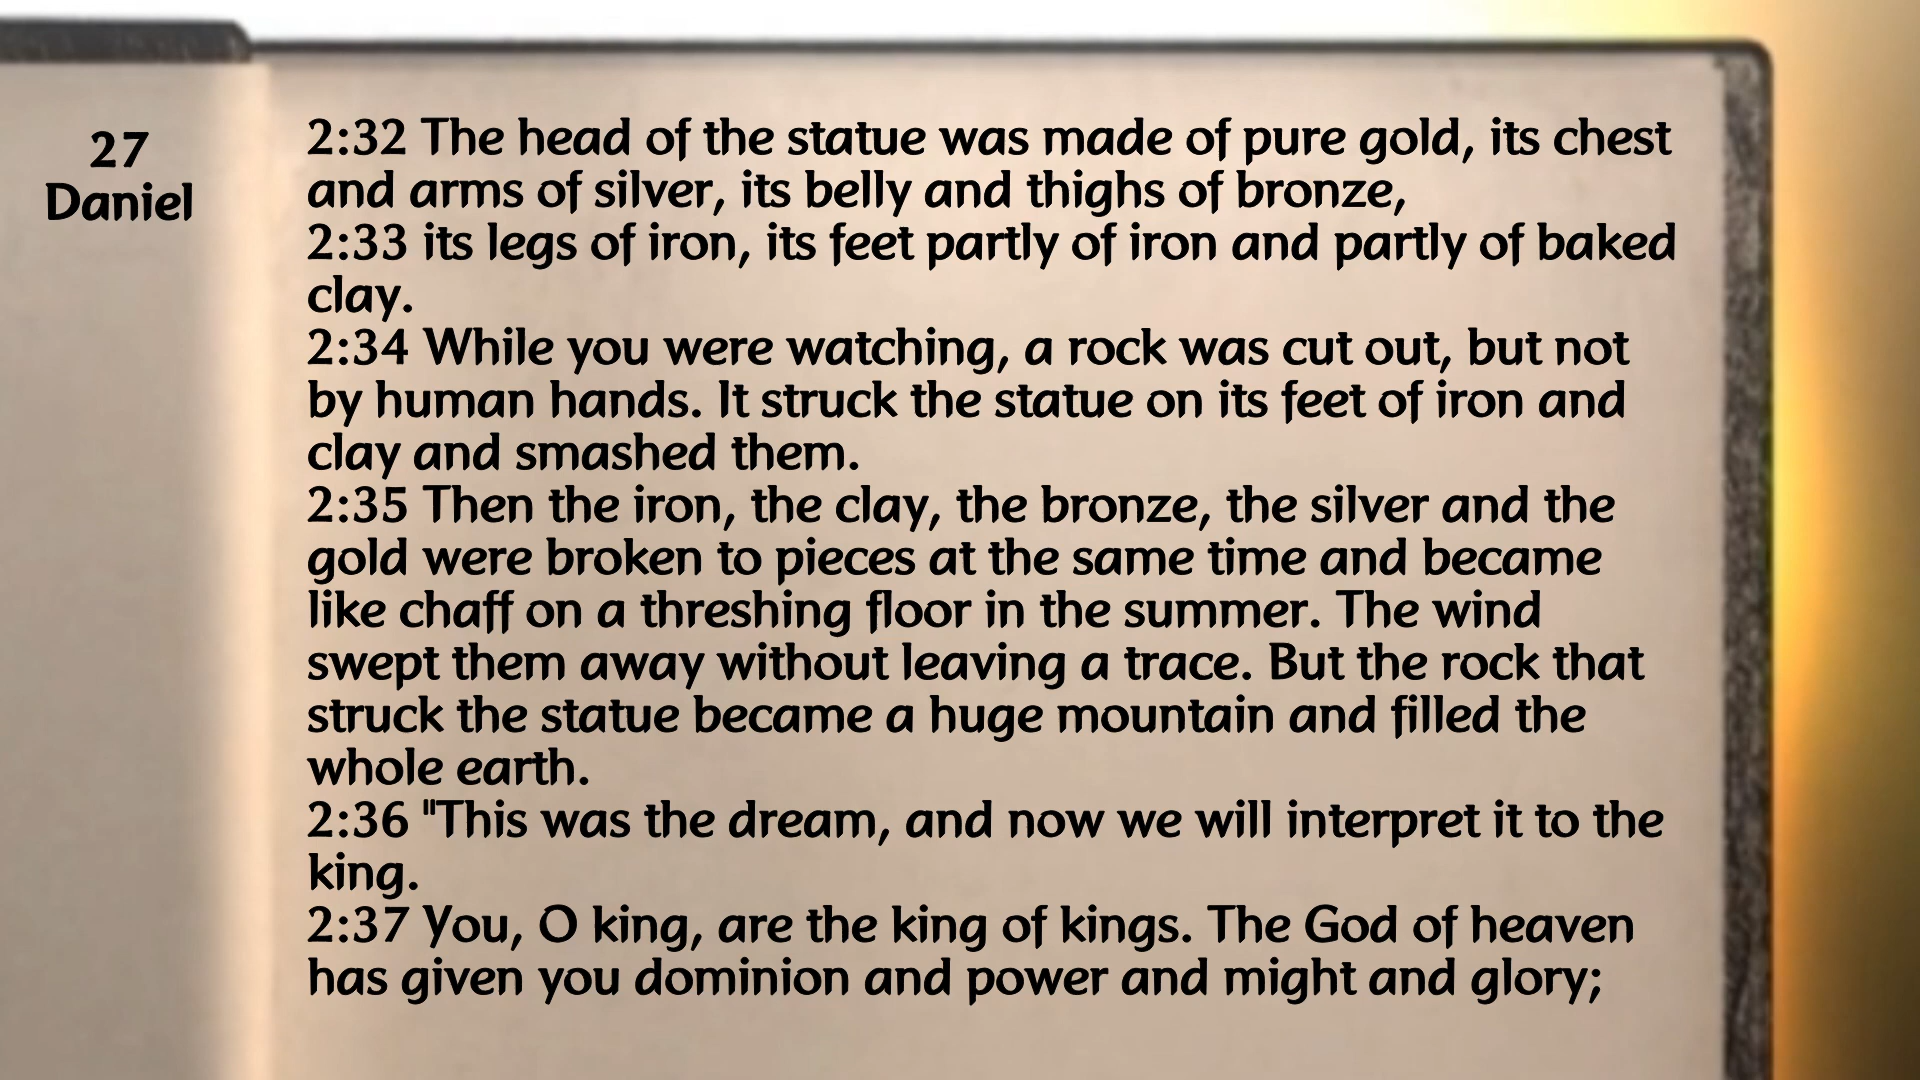 27
Daniel
2:32 The head of the statue was made of pure gold, its chest
and arms of silver, its belly and thighs of bronze,
2:33 its legs of iron, its feet partly of iron and partly of baked
clay.
2:34 While you were watching, a rock was cut out, but not
by human hands. It struck the statue on its feet of iron and
clay and smashed them.
2:35 Then the iron, the clay, the bronze, the silver and the
gold were broken to pieces at the same time and became
like chaff on a threshing floor in the summer. The wind
swept them away without leaving a trace. But the rock that
struck the statue became a huge mountain and filled the
whole earth.
2:36 "This was the dream, and now we will interpret it to the
king.
2:37 You, O king, are the king of kings. The God of heaven
has given you dominion and power and might and glory;